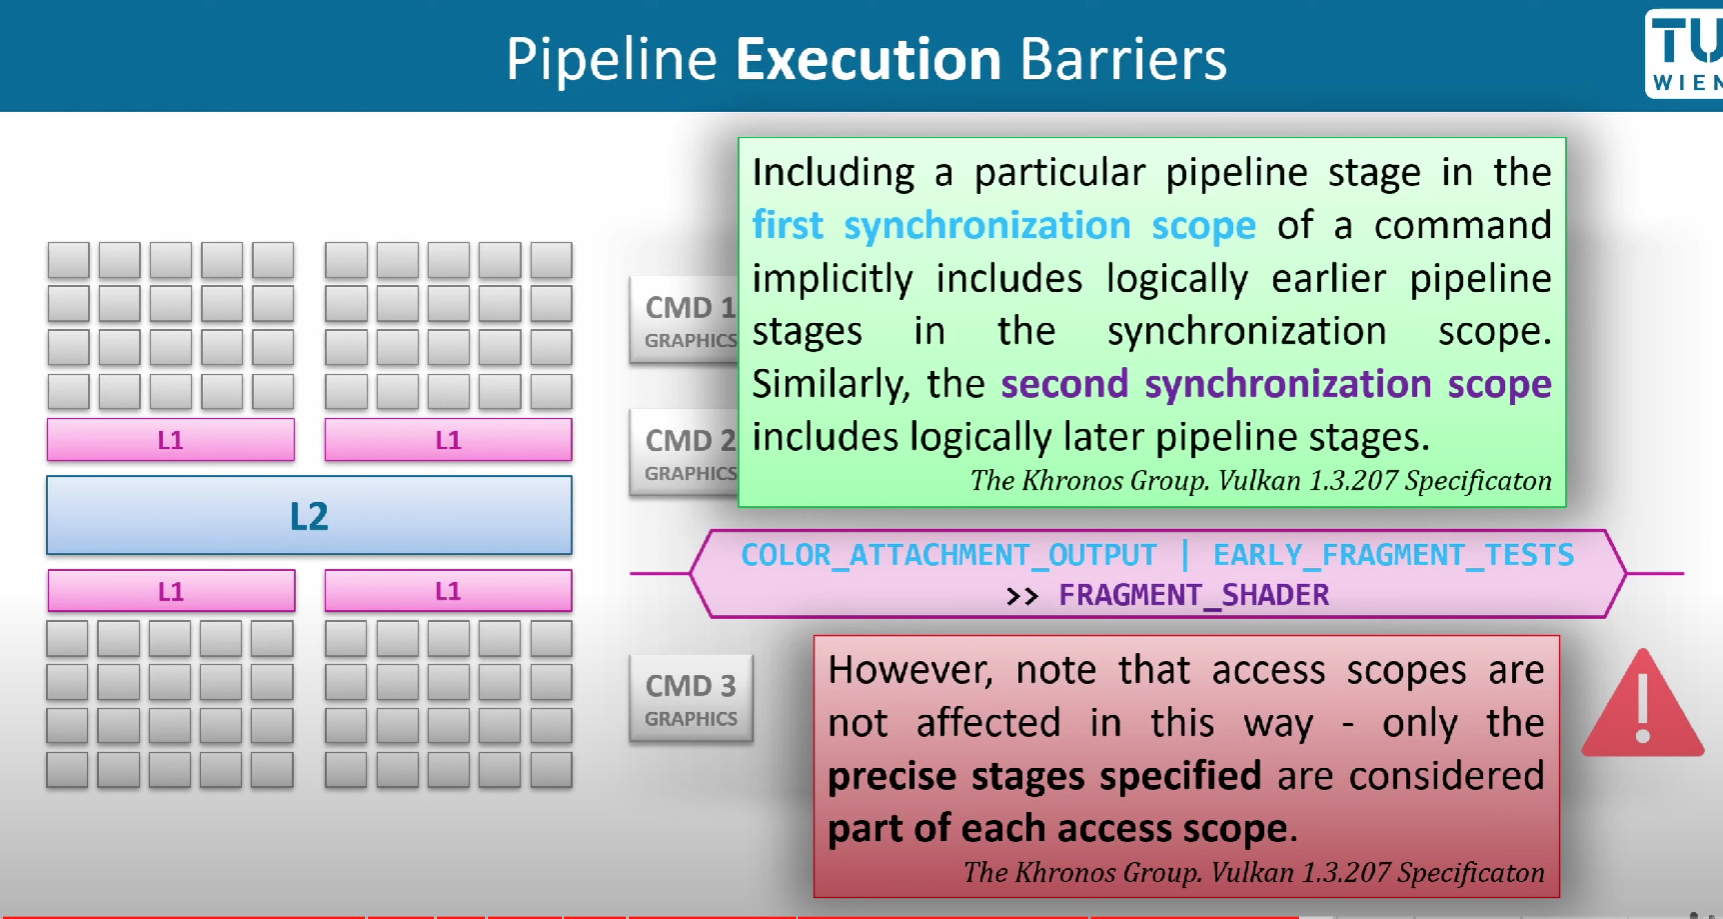 Pipeline Execution Barriers
TU
WIEN
Including a particular pipeline stage in the
first synchronization scope of a command
implicitly includes logically earlier pipeline
stages in the synchronization scope.
Similarly, the second synchronization scope
includes logically later pipeline stages.
The Khronos Group. Vulkan 1.3.207 Specificaton
CMD 1
GRAPHICS
CMD 2
GRAPHICS
L1
L1
L2
L1
L1
COLOR_ATTACHMENT_OUTPUT | EARLY_FRAGMENT_TESTS
>> FRAGMENT_SHADER
CMD 3
GRAPHICS
However, note that access scopes are
not affected in this way - only the
precise stages specified are considered
part of each access scope.
The Khronos Group. Vulkan 1.3.207 Specificaton